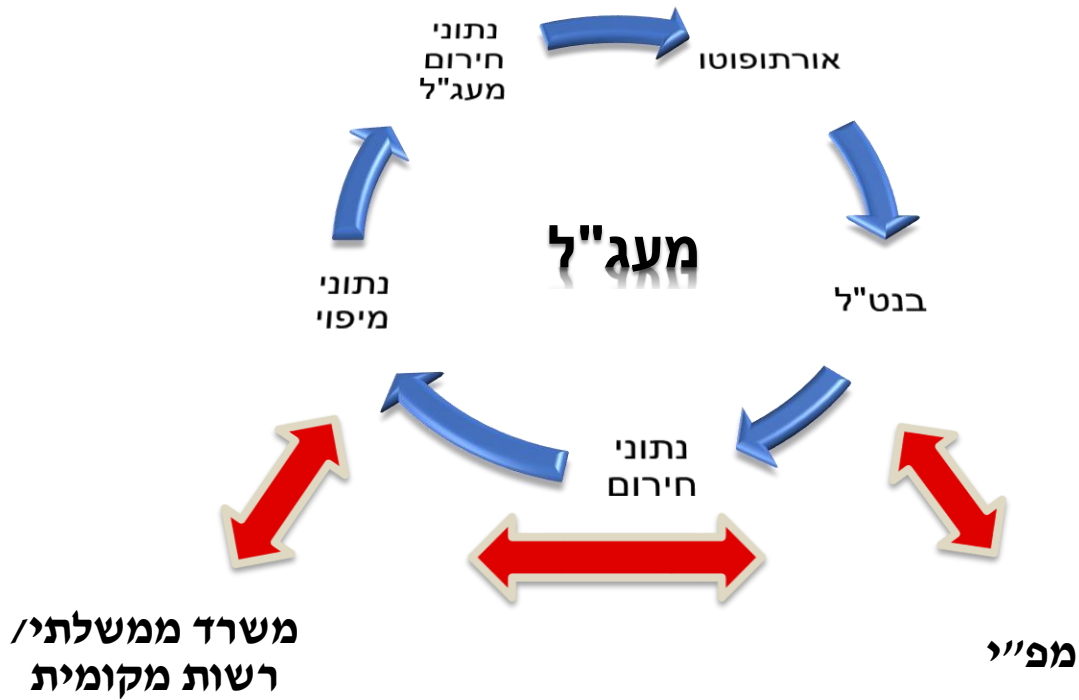 נתוני
חירום
מעג"ל
אורתופוטו
מעג"ל
נתוני
מיפוי
בנט"ל
נתוני
חירום
משרד ממשלתי/
רשות מקומית
מפ"י